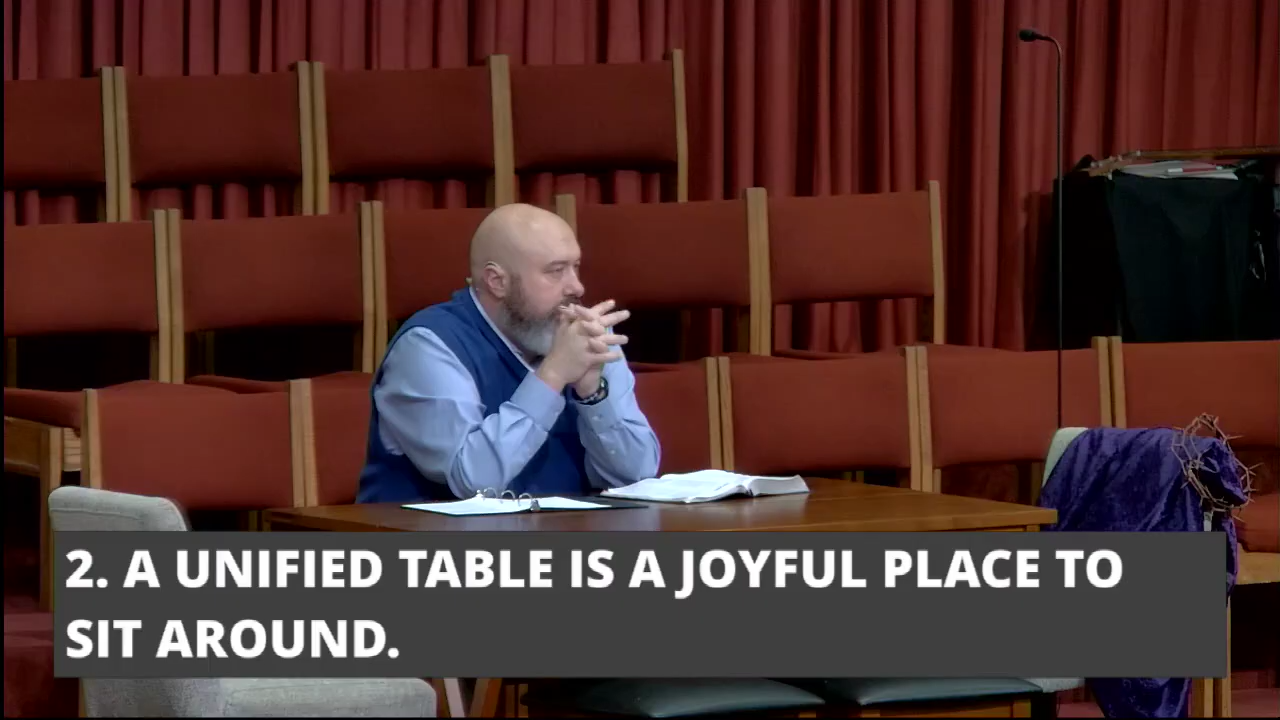 2. A UNIFIED TABLE IS A JOYFUL PLACE TO
SIT AROUND.